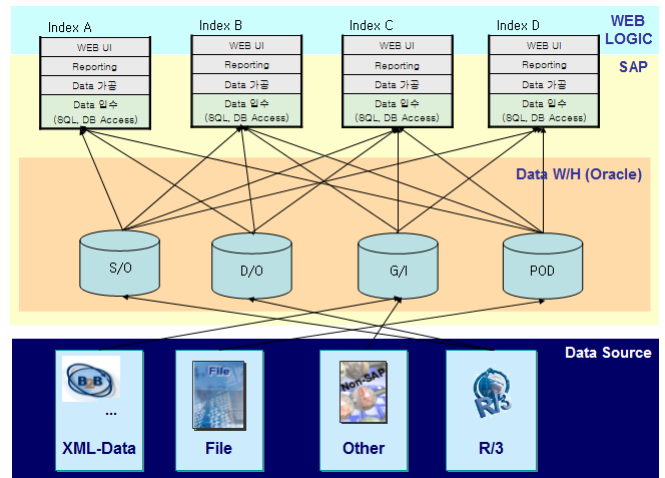 Index A
Index B
Index C
Index D
WEB
LOGIC
WEB UI
WEB UI
WEB UI
WEB UI
SAP
Reporting
Reporting
Reporting
Reporting
Data 가공
Data 가공
Data 가공
Data 가공
Data 입수
(SQL, DB Access)
Data 입수
(SQL, DB Access)
Data 입수
(SQL, DB Access)
Data 입수
(SQL, DB Access)
Data W/H (Oracle)
S/O
D/O
G/I
POD
Data Source
B2B
...
XML-Data
File
File
Non-SAP
Other
R/3
R/3